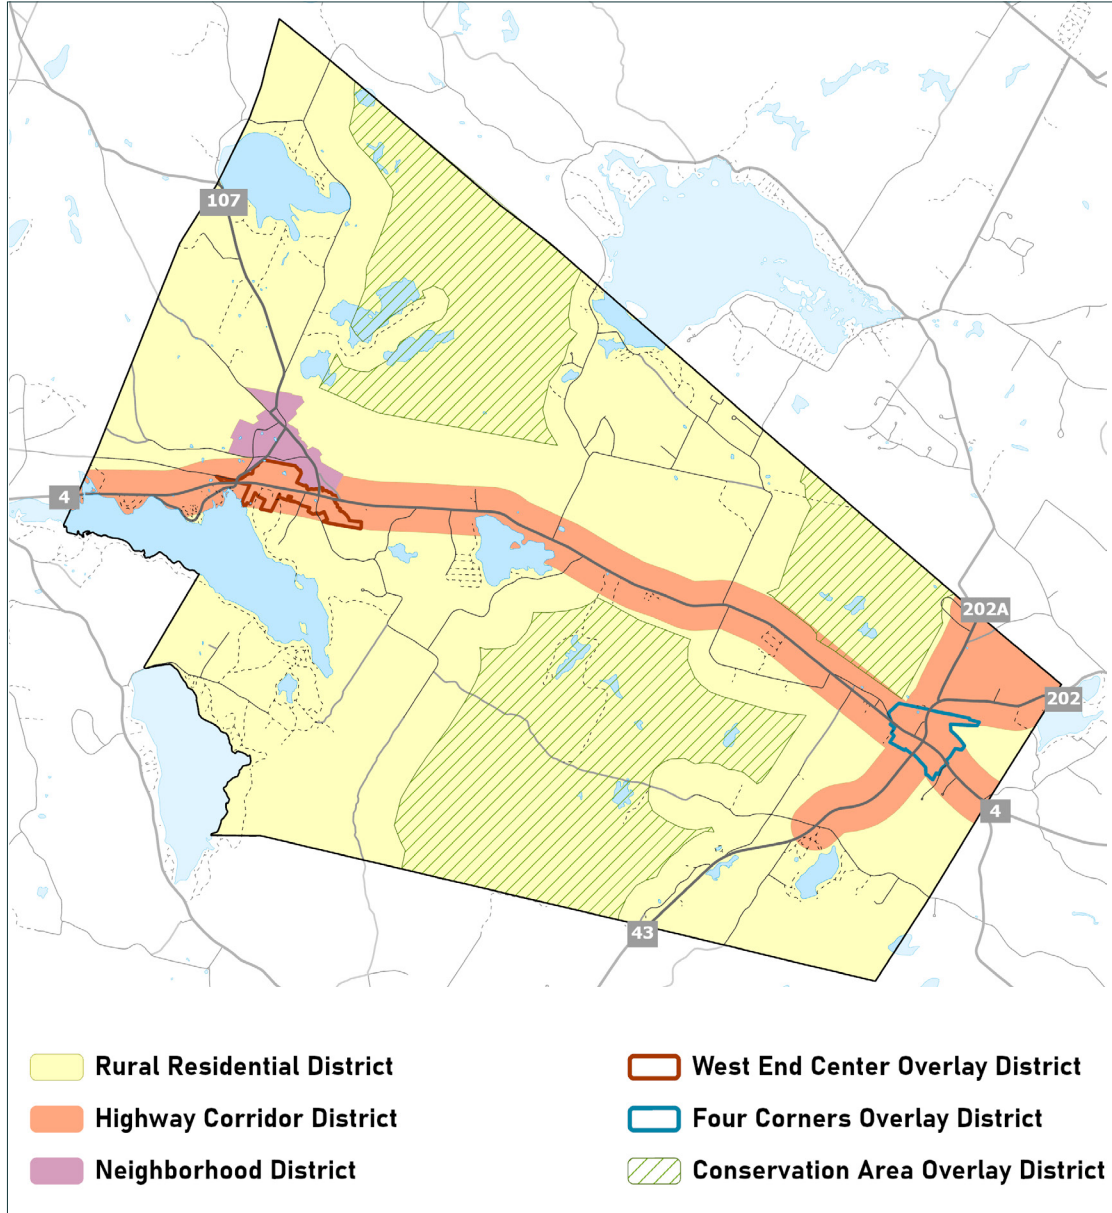 107
4
202A
202
4
43
Rural Residential District
Highway Corridor District
Neighborhood District
West End Center Overlay District
Four Corners Overlay District
Conservation Area Overlay District